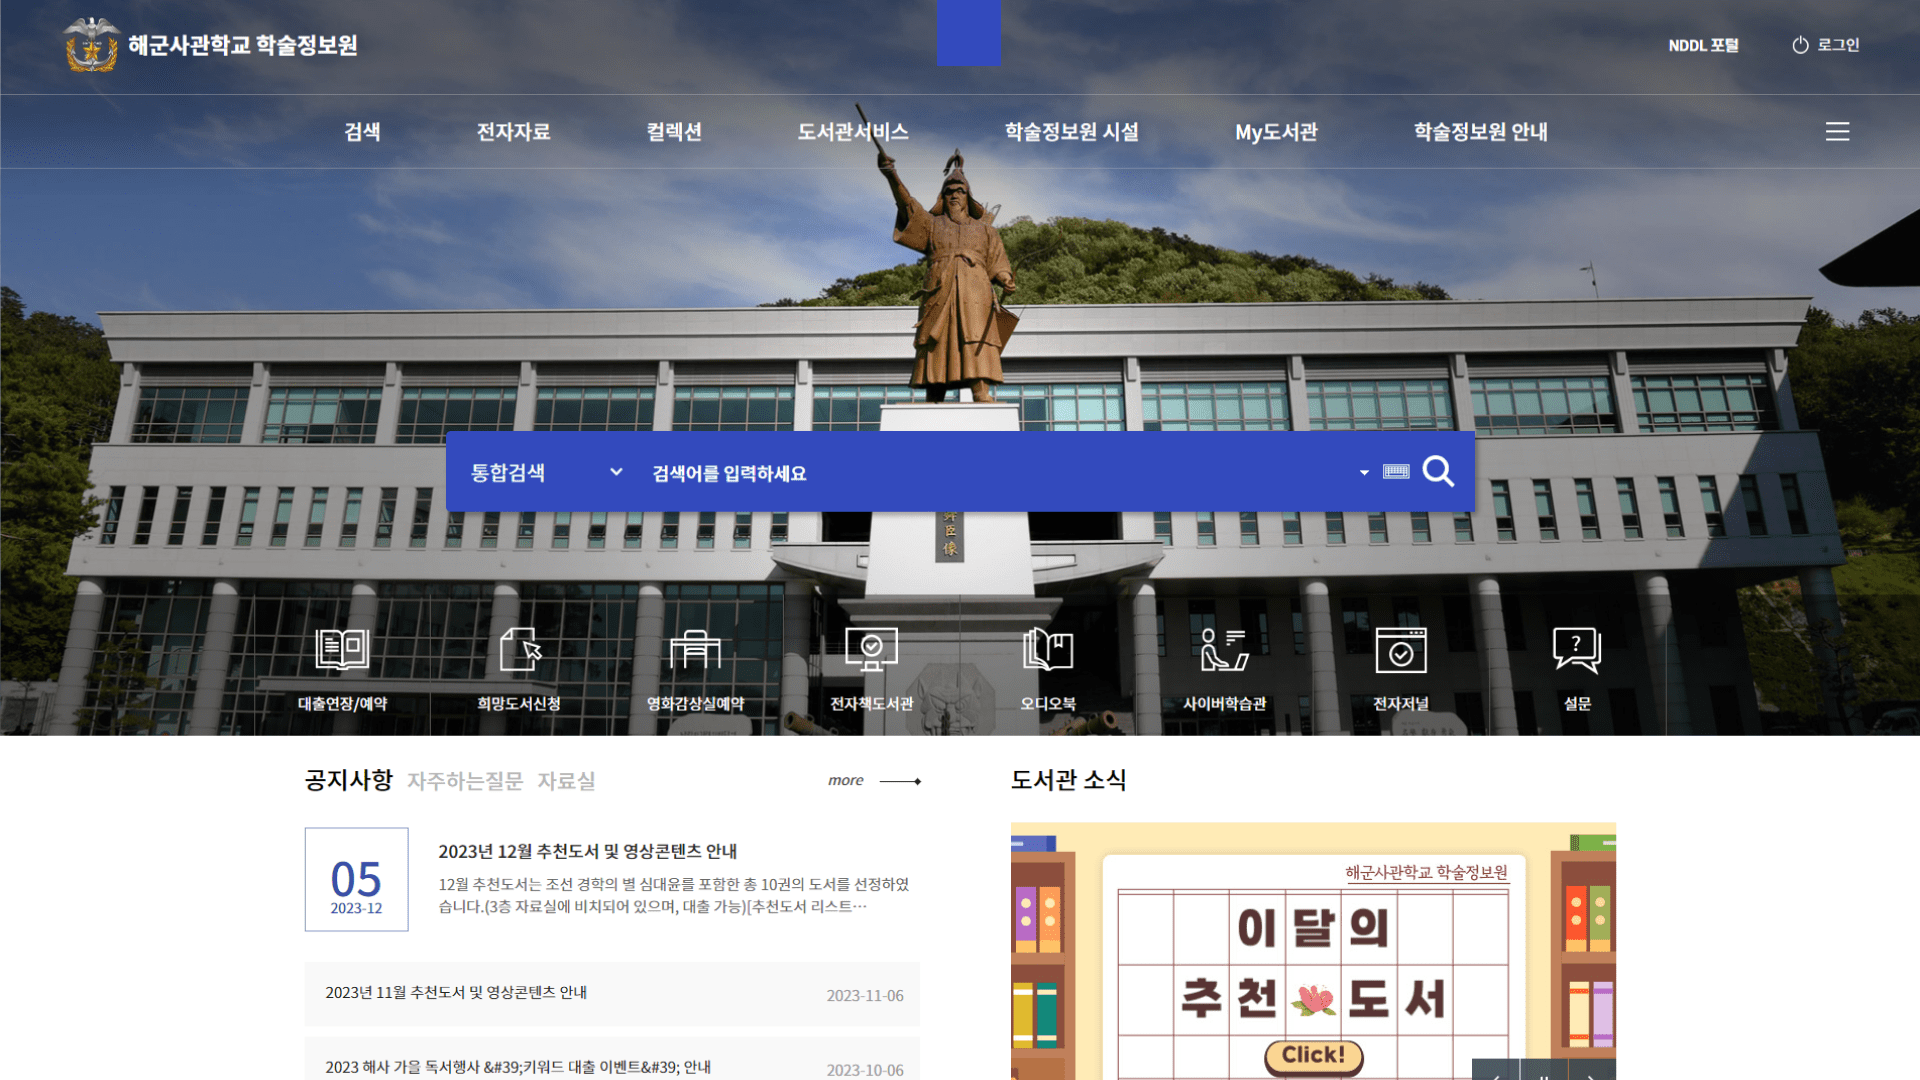 해군사관학교 학술정보원
NDDL 포털
로그인
검색
전자자료
컬렉션
도서관서비스
학술정보원 시설
My도서관
학술정보원 안내
통합검색
검색어를 입력하세요
臣
像
대출연장/예약
희망도서신청
영화감상실예약
전자책도서관
오디오북
사이버학습관
전자저널
설문
공지사항 자주하는질문 자료실
more
05
2023-12
2023년 12월 추천도서 및 영상콘텐츠 안내
12월 추천도서는 조선 경학의 별 심대윤를 포함한 총 10권의 도서를 선정하였
습니다.(3층 자료실에 비치되어 있으며, 대출 가능)[추천도서 리스트…
2023년 11월 추천도서 및 영상콘텐츠 안내
2023-11-06
2023 해사 가을 독서행사 &#39;키워드 대출 이벤트&#39; 안내
2023-10-06
도서관 소식
해군사관학교 학술정보원
이달의
추천도서
Click!